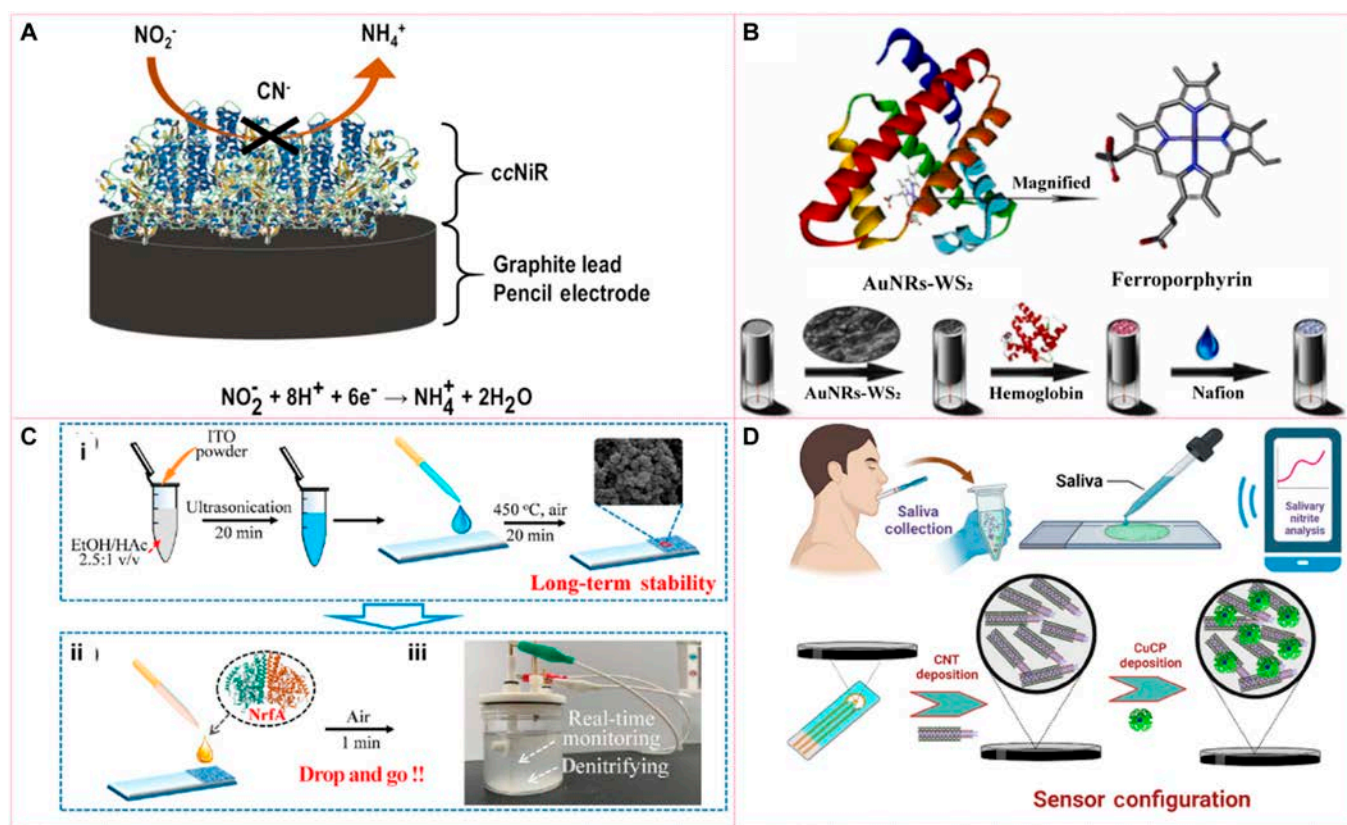 A
NO₂⁻
NH₄⁺
CN⁻
ccNiR
Graphite lead
Pencil electrode
NO₂⁻ + 8H⁺ + 6e⁻ → NH₄⁺ + 2H₂O
B
Magnified
AuNRs-WS₂
Ferroporphyrin
AuNRs-WS₂
Hemoglobin
Nafion
C
i)
ITO
powder
Ultrasonication
20 min
EtOH/HAc
2.5:1 v/v
450 °C, air
20 min
Long-term stability
ii)
NrfA
Air
1 min
Drop and go !!
iii
Real-time
monitoring
Denitrifying
D
Saliva
collection
Saliva
Salivary
nitrite
analysis
CNT
deposition
CuCP
deposition
Sensor configuration